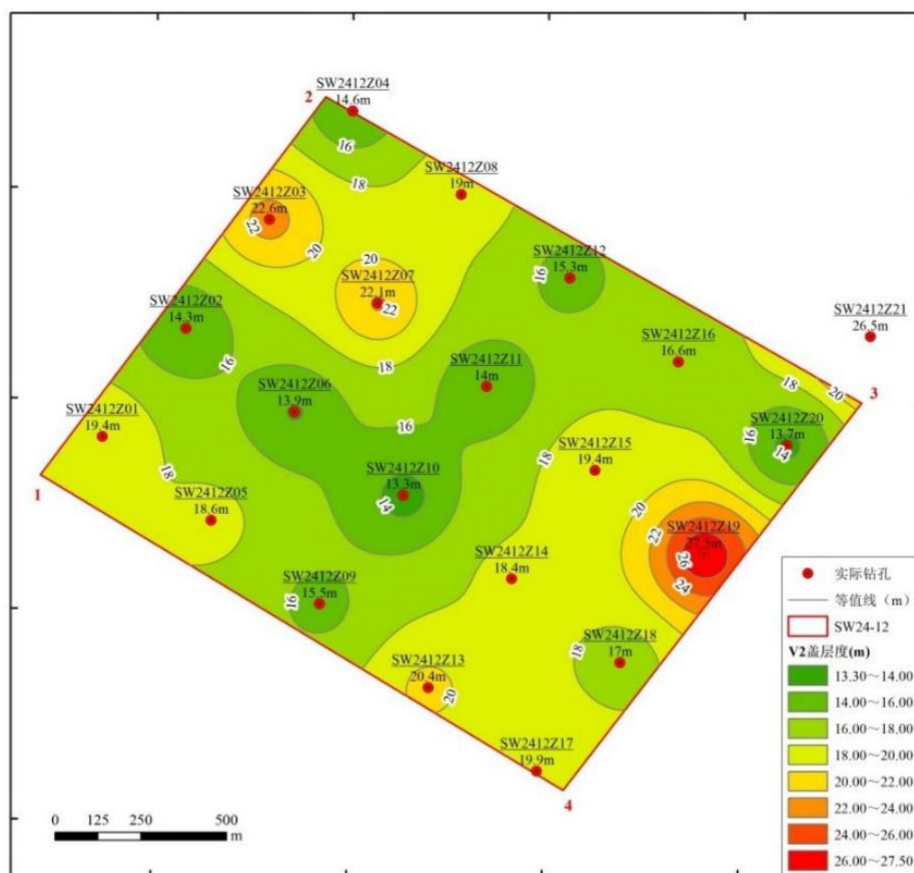 SW2412Z04
2
14.6m
16
SW2412Z08
19m
18
SW2412Z03
22.6m
22
20
SW2412Z12
16
15.3m
20
SW2412Z07
22.1m
22
SW2412Z21
26.5m
SW2412Z02
14.3m
16
SW2412Z16
16.6m
18
SW2412Z11
14m
18
20
3
SW2412Z06
13.9m
SW2412Z01
19.4m
16
SW2412Z20
16
13.7m
14
SW2412Z15
19.4m
18
18
1
SW2412Z10
13.3m
14
SW2412Z05
18.6m
20
22
SW2412Z19
27.5m
26
24
SW2412Z14
18.4m
SW2412Z09
16
15.5m
SW2412Z18
18
17m
SW2412Z13
20.4m
20
SW2412Z17
19.9m
4
0 125 250 500
m
实际钻孔
等值线（m）
SW24-12
V2盖层度(m)
13.30～14.00
14.00～16.00
16.00～18.00
18.00～20.00
20.00～22.00
22.00～24.00
24.00～26.00
26.00～27.50